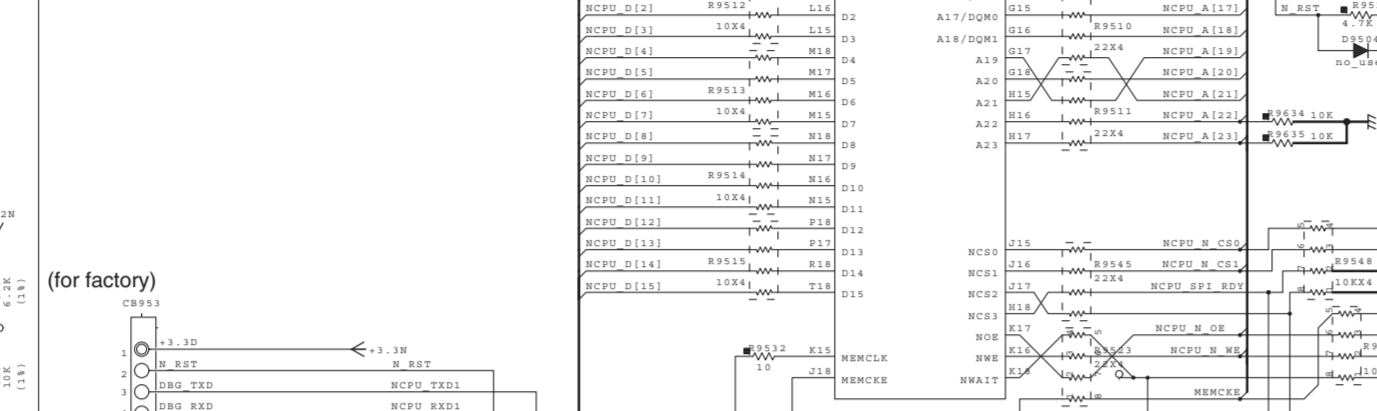 NCPU_D[2] R9512 L16 D2 A17/DQM0 G15 NCPU_A[17] N_RST
NCPU_D[3] 10X4 L15 D3 A18/DQM1 G16 R9510 NCPU_A[18] 4.7K
NCPU_D[4] M18 D4 A19 G17 22X4 NCPU_A[19] D9504
NCPU_D[5] M17 D5 A20 G18 NCPU_A[20]
NCPU_D[6] R9513 M16 D6 A21 H15 NCPU_A[21]
NCPU_D[7] 10X4 M15 D7 A22 H16 R9511 NCPU_A[22] R9634 10K
NCPU_D[8] N18 D8 A23 H17 22X4 NCPU_A[23] R9635 10K
NCPU_D[9] N17 D9
NCPU_D[10] R9514 N16 D10
NCPU_D[11] 10X4 N15 D11
2N NCPU_D[12] P18 D12
NCPU_D[13] P17 D13 NCS0 J15 NCPU_N_CS0
NCPU_D[14] R9515 R18 D14 NCS1 J16 R9545 NCPU_N_CS1 R9548
6.2K (1%) (for factory) NCPU_D[15] 10X4 T18 D15 NCS2 J17 22X4 NCPU_SPI_RDY 10KX4
CB953 NCS3 H18
1 +3.3D +3.3N NOE K17 NCPU_N_OE
2 N_RST N_RST R9532 K15 MEMCLK NWE K16 R9523 NCPU_N_WE
10K (1%) 3 DBG_TXD NCPU_TXD1 10 J18 MEMCKE NWAIT K18 22X4
DBG_RXD NCPU_RXD1 MEMCKE